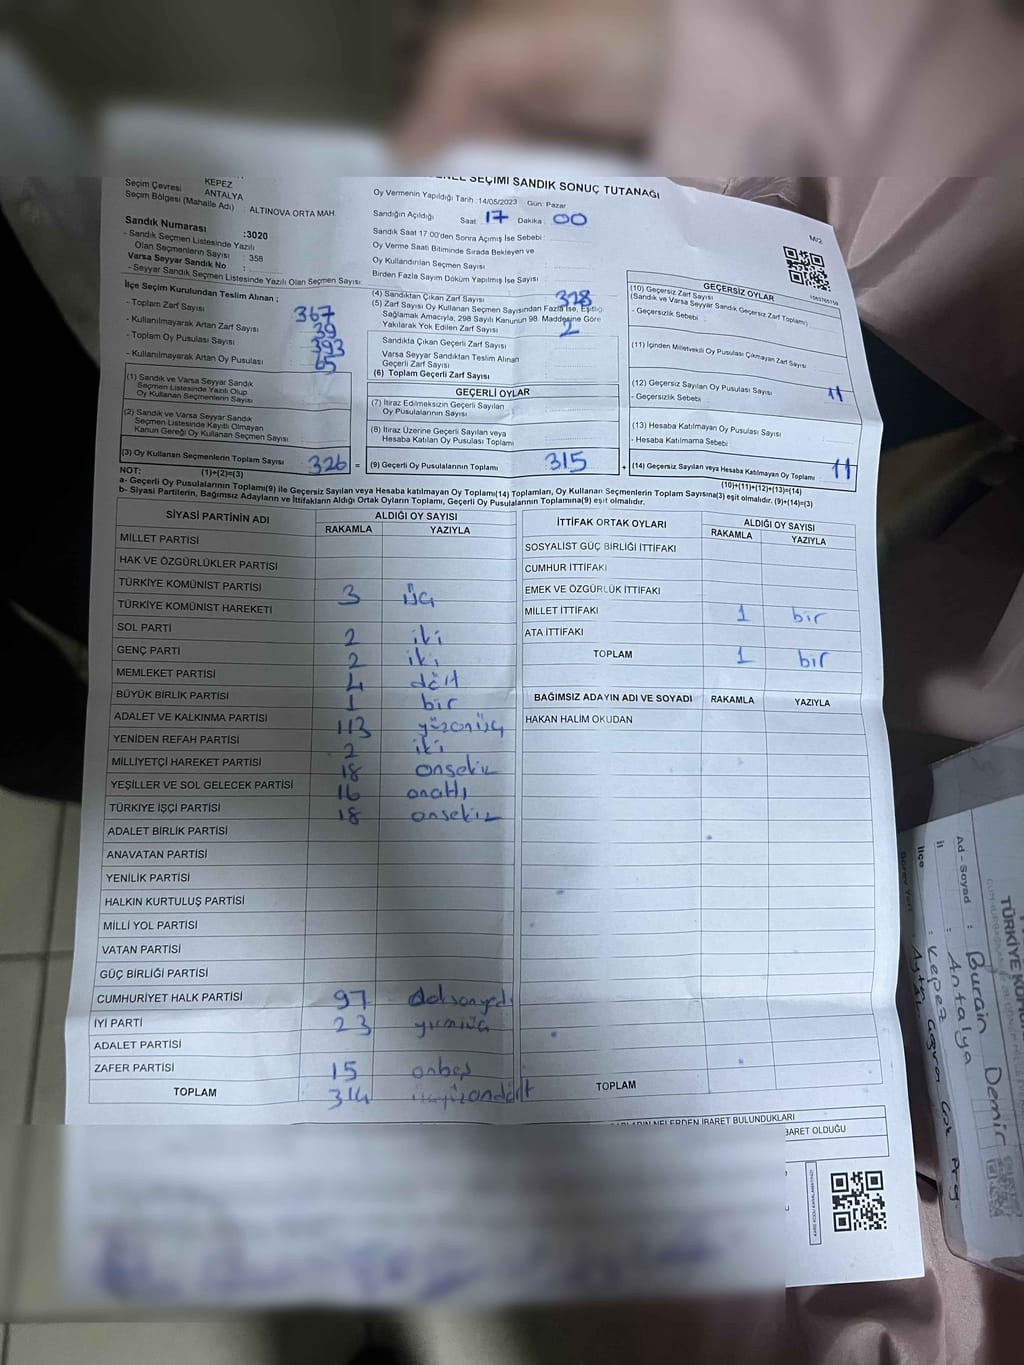 SEÇİMİ SANDIK SONUÇ TUTANAĞI
Seçim Çevresi KEPEZ
ANTALYA
Seçim Bölgesi (Mahalle Adı) : ALTINOVA ORTA MAH.
Sandık Numarası :3020
- Sandık Seçmen Listesinde Yazılı
Olan Seçmenlerin Sayısı : 358
Varsa Seyyar Sandık No :
- Seyyar Sandık Seçmen Listesinde Yazılı Olan Seçmen Sayısı:
Oy Vermenin Yapıldığı Tarih :14/05/2023 Gün: Pazar
Sandığın Açıldığı Saat 17 Dakika 00
Sandık Saat 17:00'den Sonra Açımış İse Sebebi :
Oy Verme Saati Bitiminde Sırada Bekleyen ve
Oy Kullandırılan Seçmen Sayısı
Birden Fazla Sayım Döküm Yapılmış İse Sayısı
M/2
İlçe Seçim Kurulundan Teslim Alınan ;
- Toplam Zarf Sayısı 367
- Kullanılmayarak Artan Zarf Sayısı 39
- Toplam Oy Pusulası Sayısı 393
- Kullanılmayarak Artan Oy Pusulası 65
(1) Sandık ve Varsa Seyyar Sandık
Seçmen Listesinde Yazılı Olup
Oy Kullanan Seçmenlerin Sayısı
(2) Sandık ve Varsa Seyyar Sandık
Seçmen Listesinde Kayıtlı Olmayan
Kanun Gereği Oy Kullanan Seçmen Sayısı
(3) Oy Kullanan Seçmenlerin Toplam Sayısı 326
(4) Sandıktan Çıkan Zarf Sayısı 328
(5) Zarf Sayısı Oy Kullanan Seçmen Sayısından Fazla İse, Eşitliği
Sağlamak Amacıyla, 298 Sayılı Kanunun 98. Maddesine Göre
Yakılarak Yok Edilen Zarf Sayısı 2
Sandıkta Çıkan Geçerli Zarf Sayısı
Varsa Seyyar Sandıktan Teslim Alınan
Geçerli Zarf Sayısı
(6) Toplam Geçerli Zarf Sayısı
GEÇERLİ OYLAR
(7) İtiraz Edilmeksizin Geçerli Sayılan
Oy Pusulalarının Sayısı
(8) İtiraz Üzerine Geçerli Sayılan veya
Hesaba Katılan Oy Pusulası Toplamı
= (9) Geçerli Oy Pusulalarının Toplamı 315
GEÇERSİZ OYLAR
(10) Geçersiz Zarf Sayısı
(Sandık ve Varsa Seyyar Sandık Geçersiz Zarf Toplamı)
- Geçersizlik Sebebi :
(11) İçinden Milletvekili Oy Pusulası Çıkmayan Zarf Sayısı
(12) Geçersiz Sayılan Oy Pusulası Sayısı 11
- Geçersizlik Sebebi
(13) Hesaba Katılmayan Oy Pusulası Sayısı
- Hesaba Katılmama Sebebi
+ (14) Geçersiz Sayılan veya Hesaba Katılmayan Oy Toplamı 11
NOT: (1)+(2)=(3) (10)+(11)+(12)+(13)=(14)
a- Geçerli Oy Pusulalarının Toplamı(9) ile Geçersiz Sayılan veya Hesaba katılmayan Oy Toplamı(14) Toplamları, Oy Kullanan Seçmenlerin Toplam Sayısına(3) eşit olmalıdır. (9)+(14)=(3)
b- Siyasi Partilerin, Bağımsız Adayların ve İttifakların Aldığı Ortak Oyların Toplamı, Geçerli Oy Pusulalarının Toplamına(9) eşit olmalıdır.
SİYASİ PARTİNİN ADI ALDIĞI OY SAYISI
RAKAMLA YAZIYLA
MİLLET PARTİSİ
HAK VE ÖZGÜRLÜKLER PARTİSİ
TÜRKİYE KOMÜNİST PARTİSİ 3 üç
TÜRKİYE KOMÜNİST HAREKETİ
SOL PARTİ 2 iki
GENÇ PARTİ 2 iki
MEMLEKET PARTİSİ 4 dört
BÜYÜK BİRLİK PARTİSİ 1 bir
ADALET VE KALKINMA PARTİSİ 113 yüzonüç
YENİDEN REFAH PARTİSİ 2 iki
MİLLİYETÇİ HAREKET PARTİSİ 18 onsekiz
YEŞİLLER VE SOL GELECEK PARTİSİ 16 onaltı
TÜRKİYE İŞÇİ PARTİSİ 18 onsekiz
ADALET BİRLİK PARTİSİ
ANAVATAN PARTİSİ
YENİLİK PARTİSİ
HALKIN KURTULUŞ PARTİSİ
MİLLİ YOL PARTİSİ
VATAN PARTİSİ
GÜÇ BİRLİĞİ PARTİSİ
CUMHURİYET HALK PARTİSİ 97 doksanyedi
İYİ PARTİ 23 yirmiüç
ADALET PARTİSİ
ZAFER PARTİSİ 15 onbeş
TOPLAM 314 üçyüzondört
İTTİFAK ORTAK OYLARI ALDIĞI OY SAYISI
RAKAMLA YAZIYLA
SOSYALİST GÜÇ BİRLİĞİ İTTİFAKI
CUMHUR İTTİFAKI
EMEK VE ÖZGÜRLÜK İTTİFAKI
MİLLET İTTİFAKI 1 bir
ATA İTTİFAKI
TOPLAM 1 bir
BAĞIMSIZ ADAYIN ADI VE SOYADI RAKAMLA YAZIYLA
HAKAN HALİM OKUDAN
TOPLAM
NELERDEN İBARET BULUNDUKLARI
BARET OLDUĞU
TÜRKİYE
Ad - Soyad : Burçin Demir
İl : Antalya
İlçe : Kepez